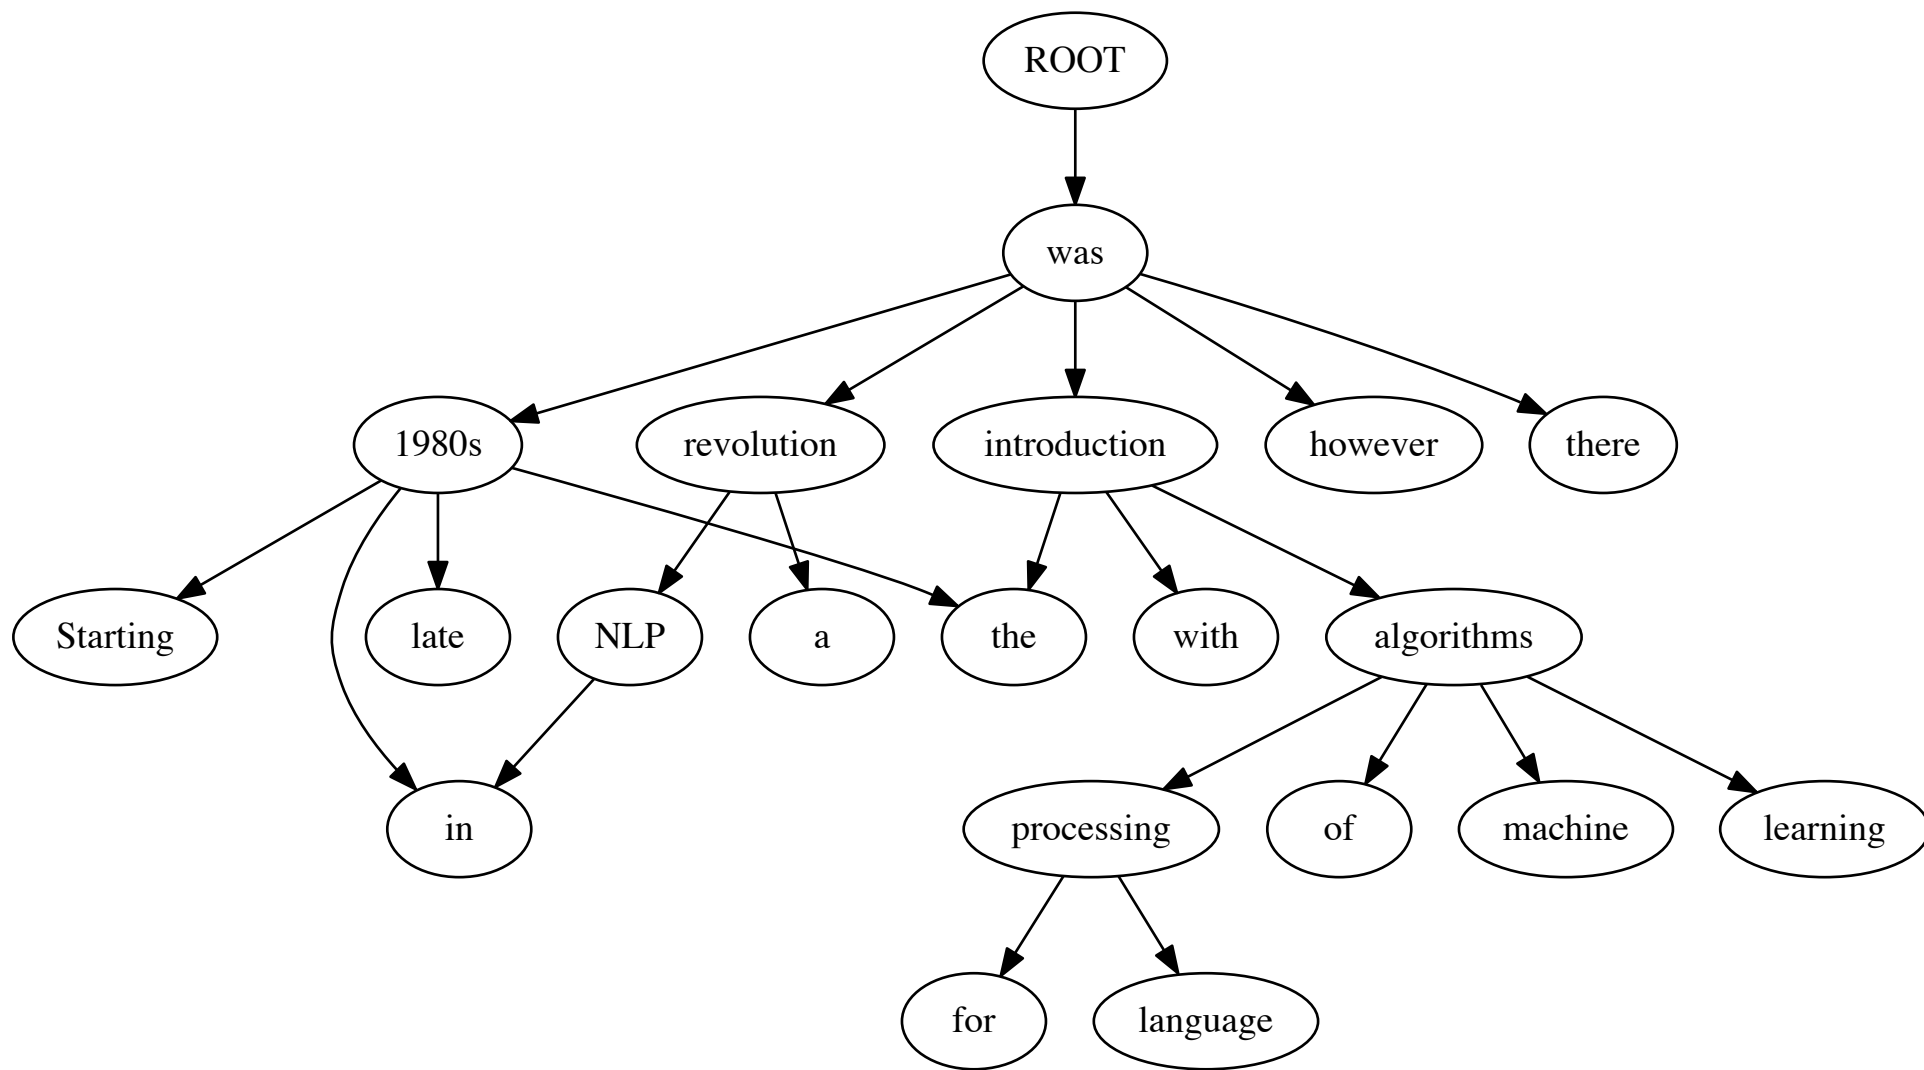 ROOT
was
1980s revolution introduction however there
Starting late NLP a the with algorithms
in processing of machine learning
for language